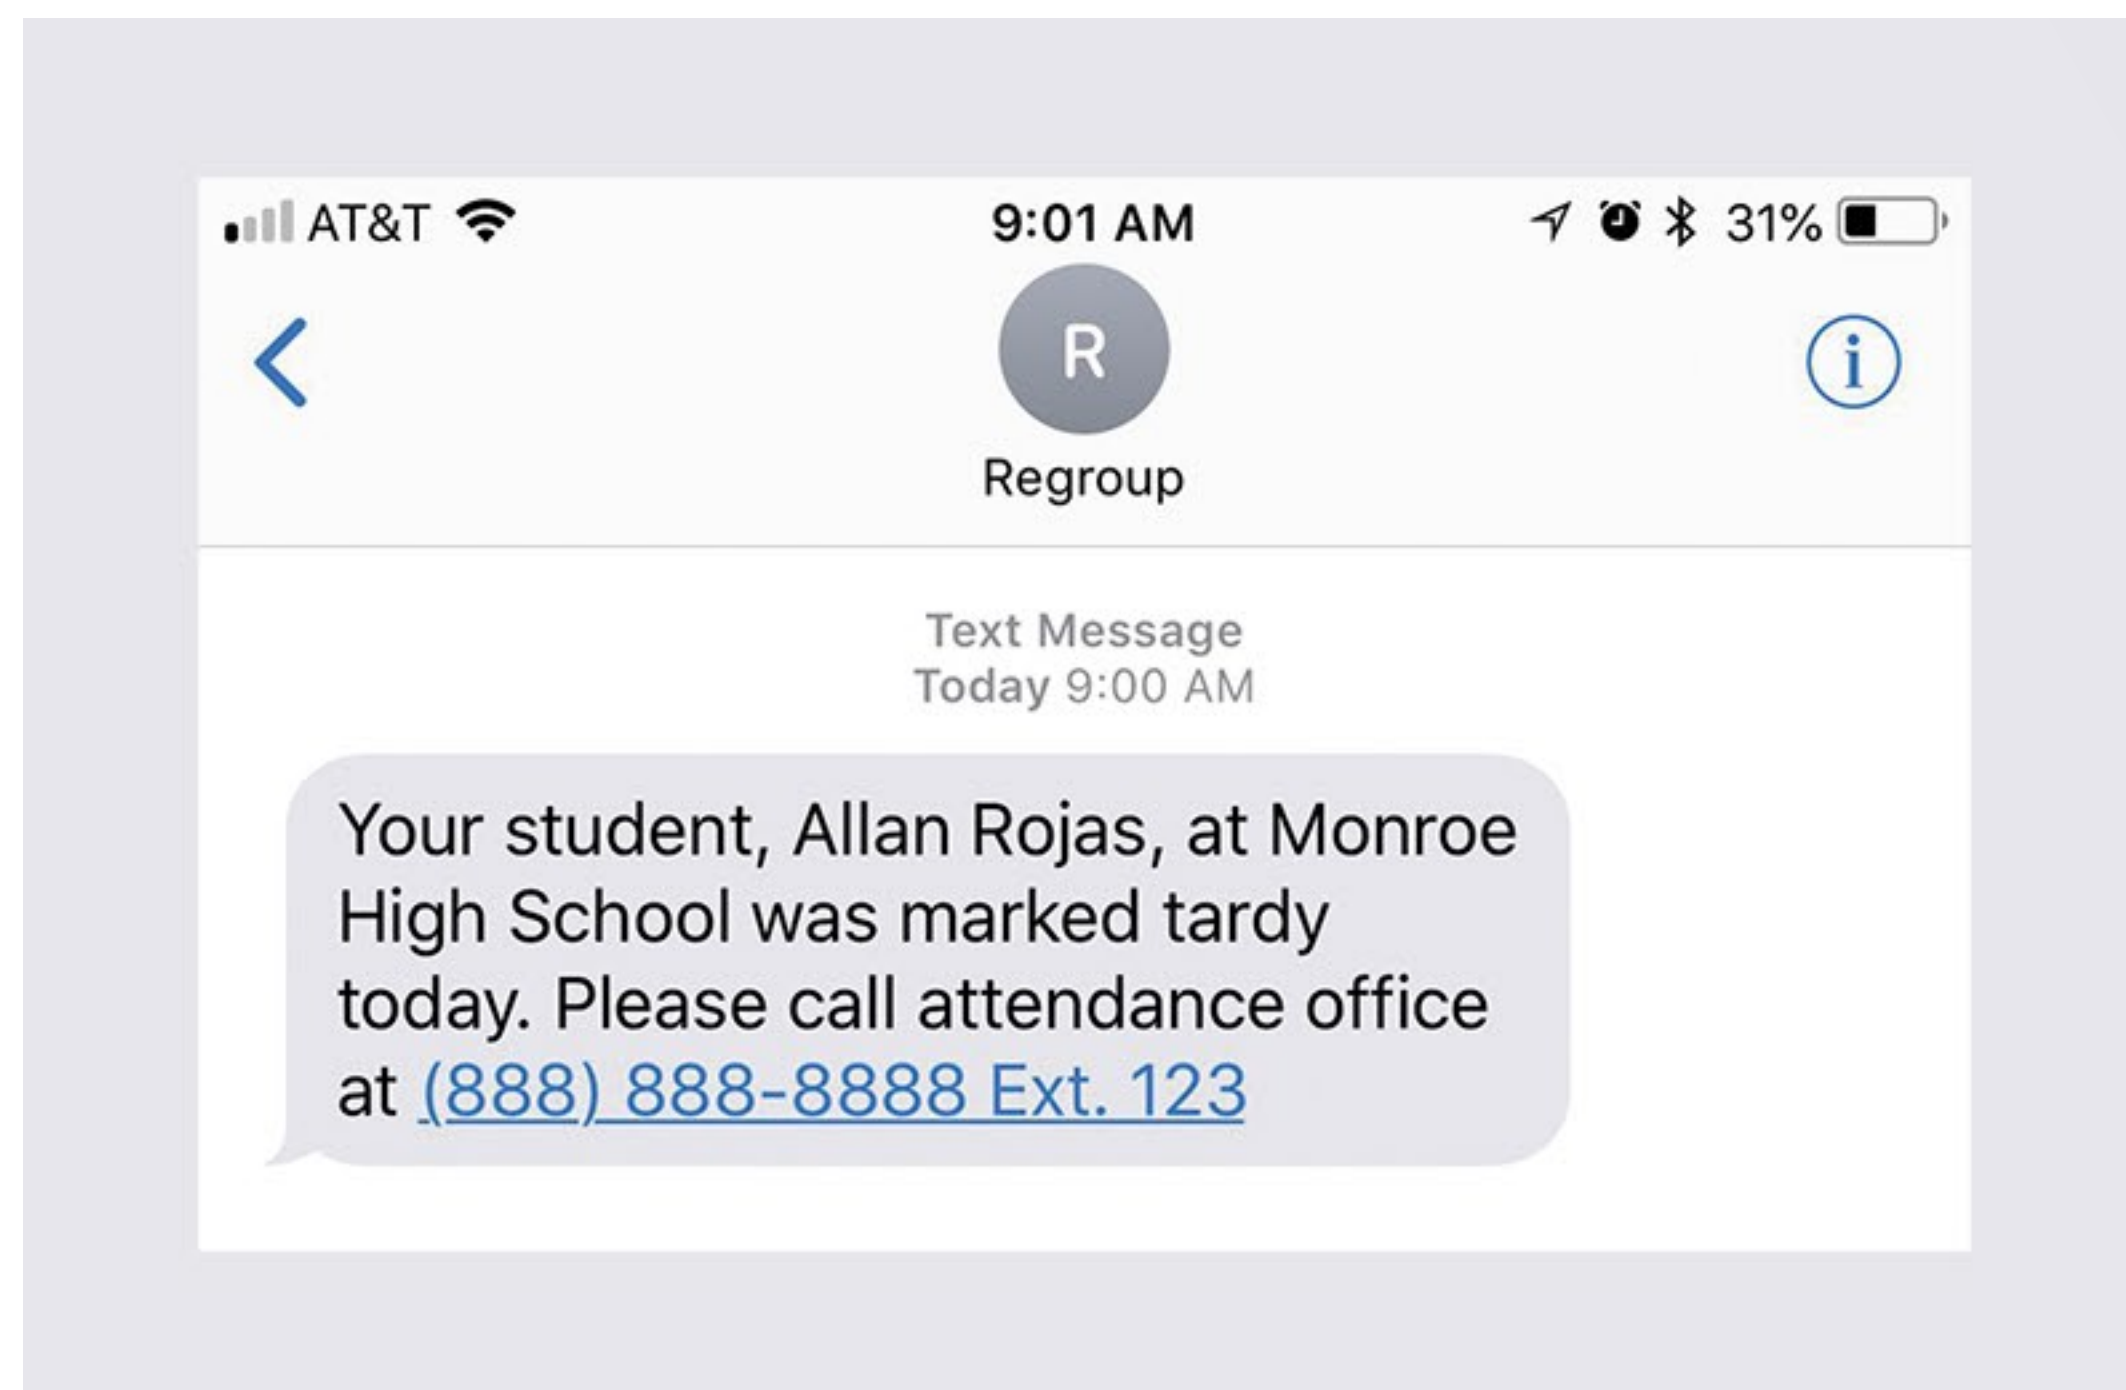 AT&T 9:01 AM 31%
R
Regroup
Text Message
Today 9:00 AM
Your student, Allan Rojas, at Monroe
High School was marked tardy
today. Please call attendance office
at (888) 888-8888 Ext. 123